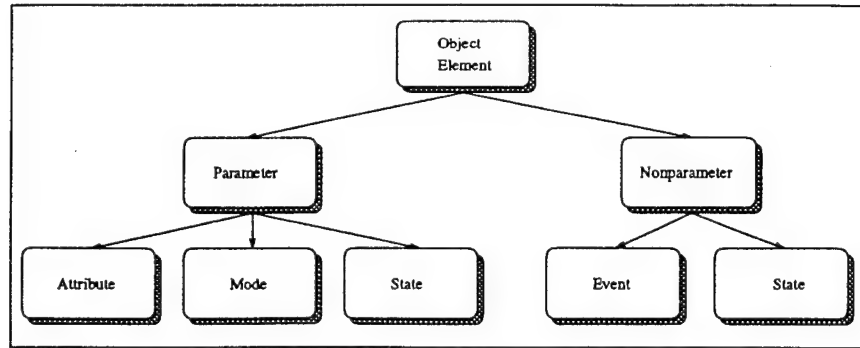 Object
Element
Parameter
Nonparameter
Attribute
Mode
State
Event
State